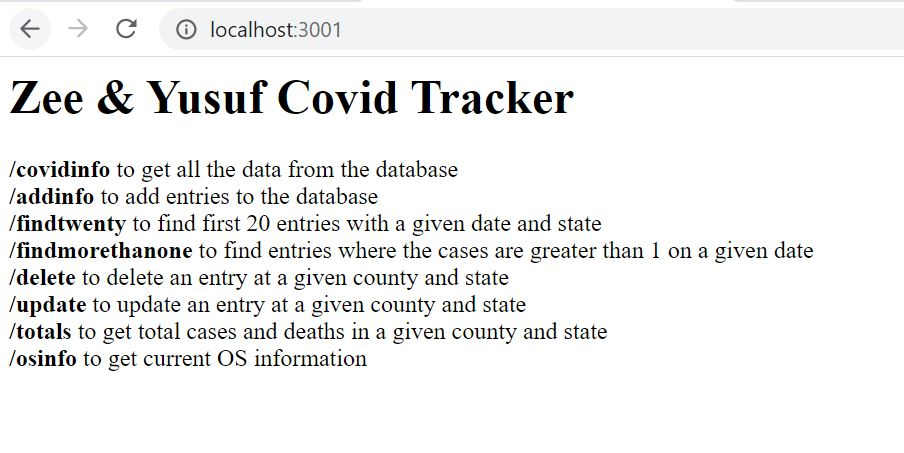 localhost:3001
Zee & Yusuf Covid Tracker
/covidinfo to get all the data from the database
/addinfo to add entries to the database
/findtwenty to find first 20 entries with a given date and state
/findmorethanone to find entries where the cases are greater than 1 on a given date
/delete to delete an entry at a given county and state
/update to update an entry at a given county and state
/totals to get total cases and deaths in a given county and state
/osinfo to get current OS information